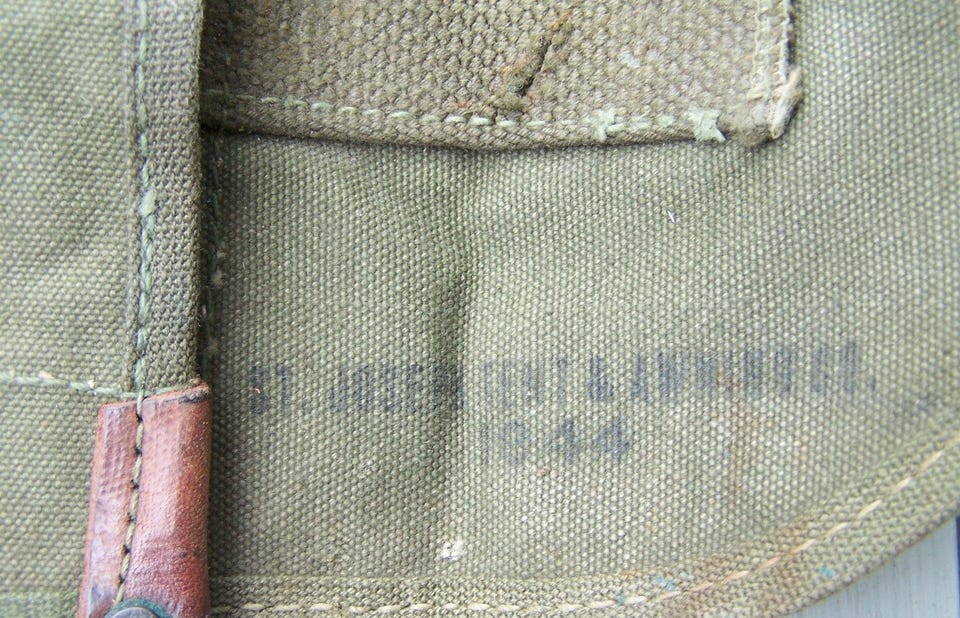 ST JOSEPH TENT & AWNING CO
1944